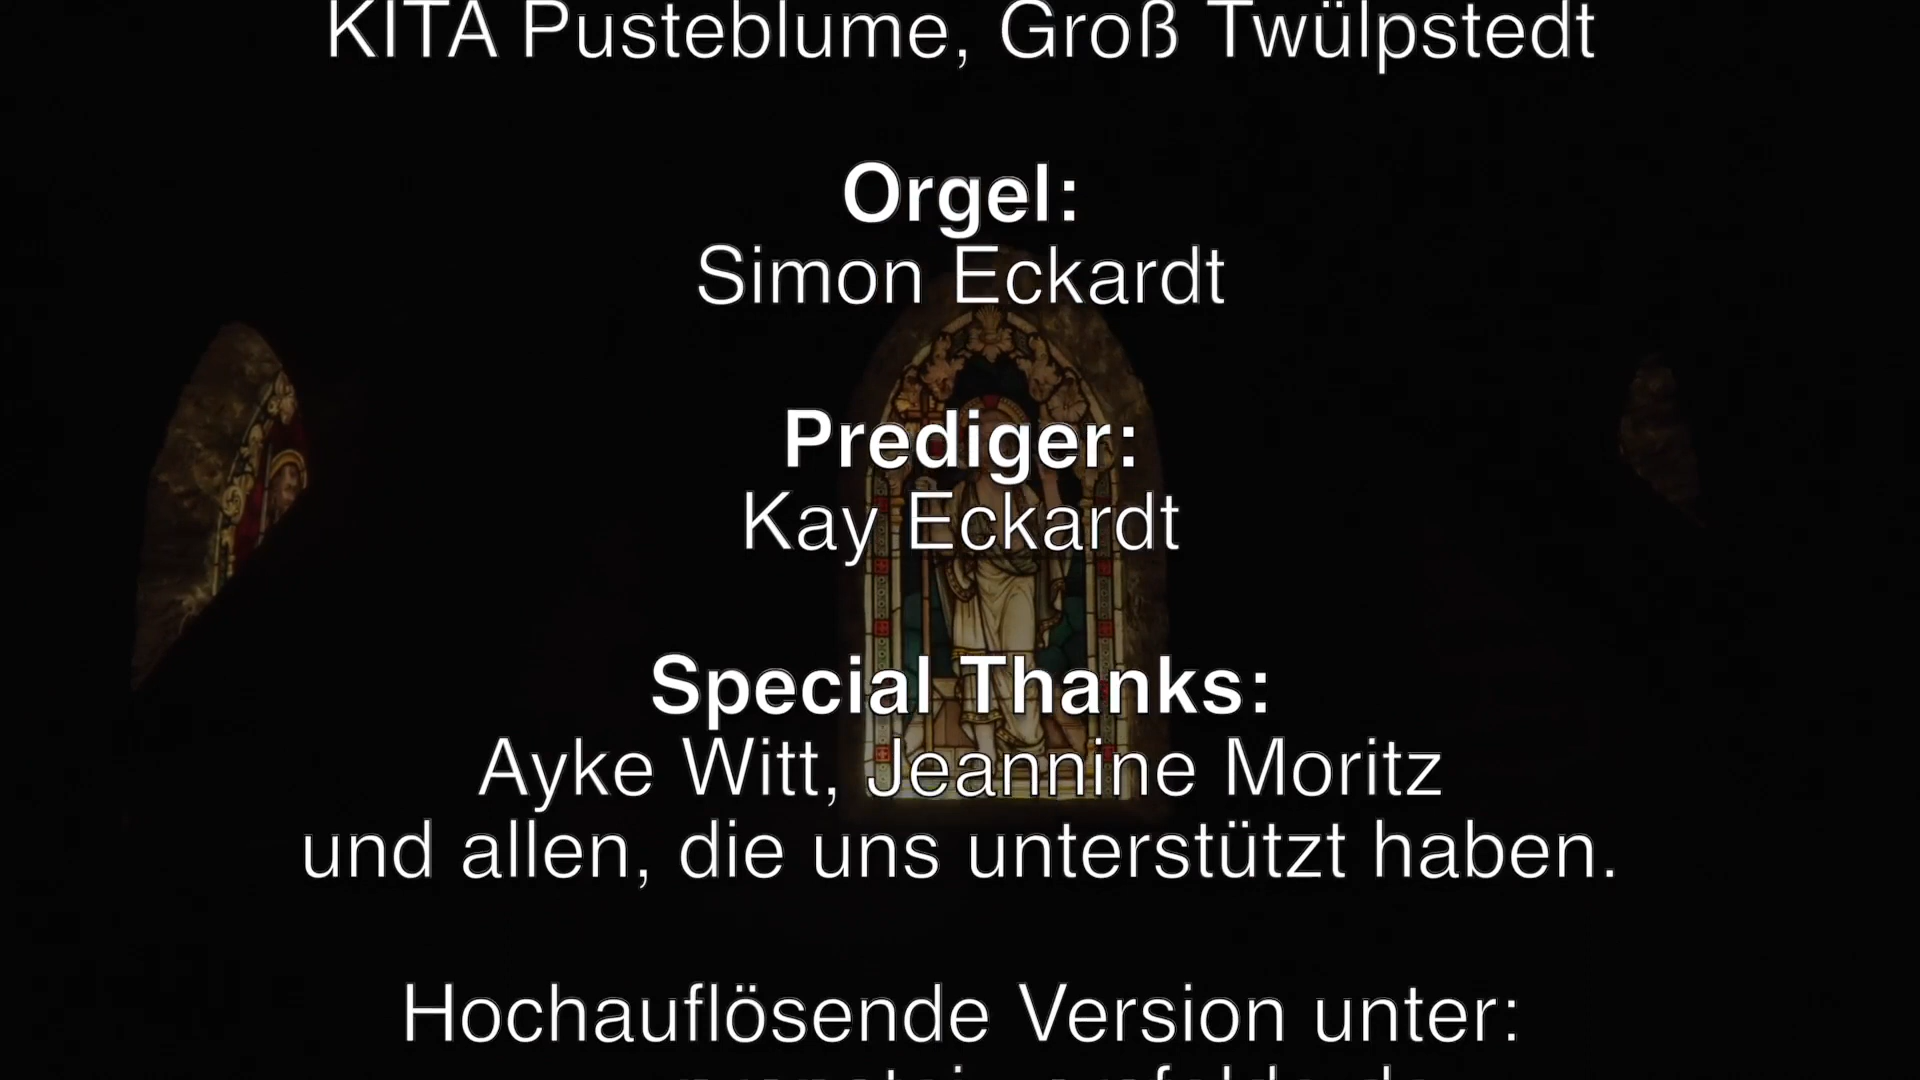 KITA Pusteblume, Groß Twülpstedt
Orgel:
Simon Eckardt
Prediger:
Kay Eckardt
Special Thanks:
Ayke Witt, Jeannine Moritz
und allen, die uns unterstützt haben.
Hochauflösende Version unter: